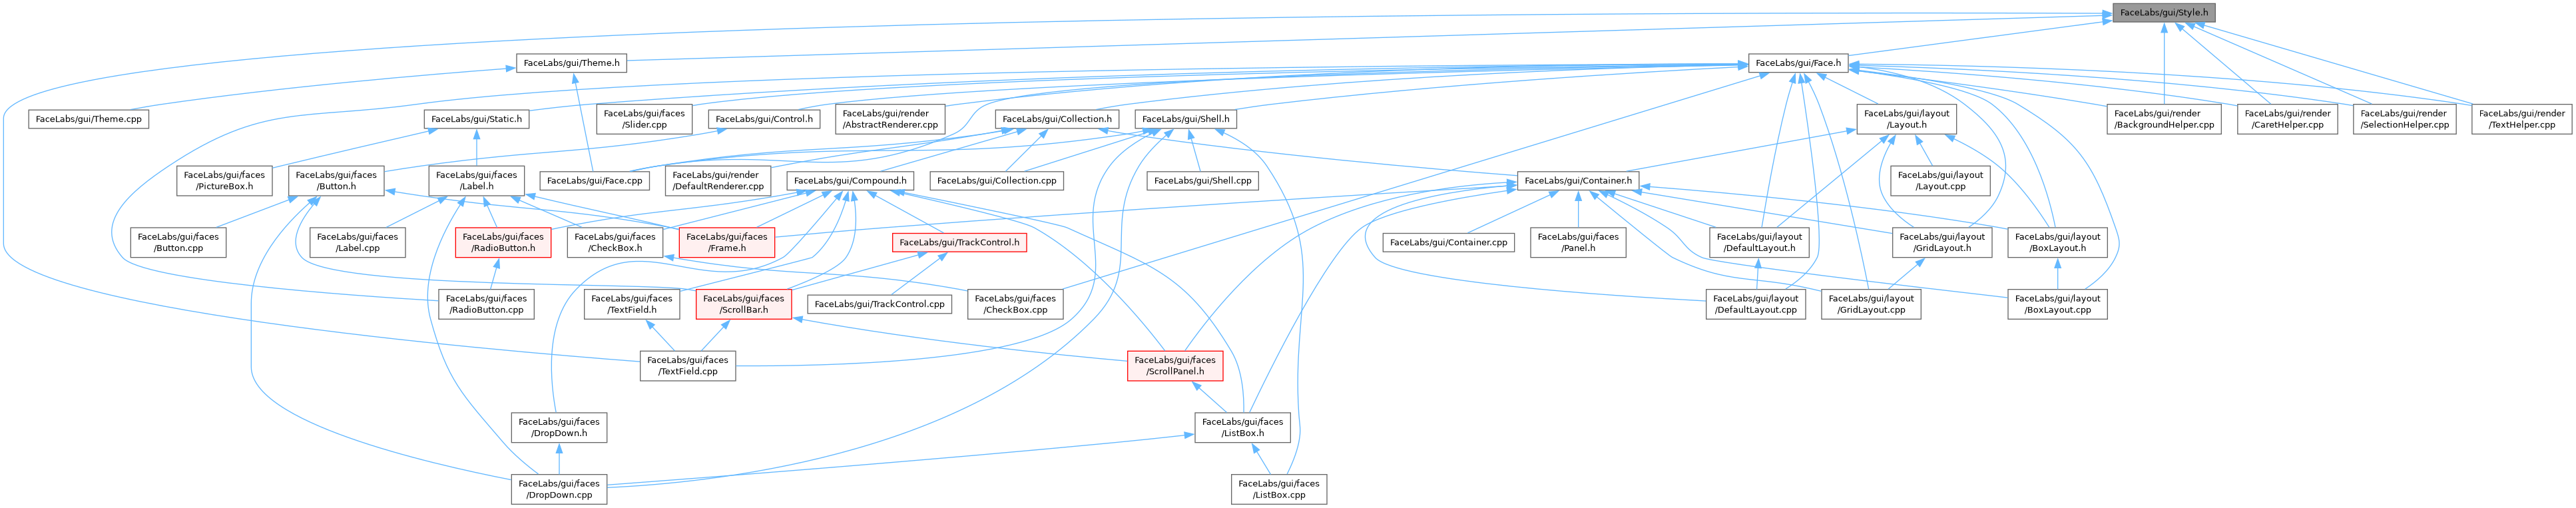 FaceLabs/gui/Style.h
FaceLabs/gui/Theme.h
FaceLabs/gui/Face.h
FaceLabs/gui/Theme.cpp
FaceLabs/gui/Static.h
FaceLabs/gui/faces
/Slider.cpp
FaceLabs/gui/Control.h
FaceLabs/gui/render
/AbstractRenderer.cpp
FaceLabs/gui/Collection.h
FaceLabs/gui/Shell.h
FaceLabs/gui/layout
/Layout.h
FaceLabs/gui/render
/BackgroundHelper.cpp
FaceLabs/gui/render
/CaretHelper.cpp
FaceLabs/gui/render
/SelectionHelper.cpp
FaceLabs/gui/render
/TextHelper.cpp
FaceLabs/gui/faces
/PictureBox.h
FaceLabs/gui/faces
/Button.h
FaceLabs/gui/faces
/Label.h
FaceLabs/gui/Face.cpp
FaceLabs/gui/render
/DefaultRenderer.cpp
FaceLabs/gui/Compound.h
FaceLabs/gui/Collection.cpp
FaceLabs/gui/Shell.cpp
FaceLabs/gui/Container.h
FaceLabs/gui/layout
/Layout.cpp
FaceLabs/gui/faces
/Button.cpp
FaceLabs/gui/faces
/Label.cpp
FaceLabs/gui/faces
/RadioButton.h
FaceLabs/gui/faces
/CheckBox.h
FaceLabs/gui/faces
/Frame.h
FaceLabs/gui/TrackControl.h
FaceLabs/gui/Container.cpp
FaceLabs/gui/faces
/Panel.h
FaceLabs/gui/layout
/DefaultLayout.h
FaceLabs/gui/layout
/GridLayout.h
FaceLabs/gui/layout
/BoxLayout.h
FaceLabs/gui/faces
/RadioButton.cpp
FaceLabs/gui/faces
/TextField.h
FaceLabs/gui/faces
/ScrollBar.h
FaceLabs/gui/TrackControl.cpp
FaceLabs/gui/faces
/CheckBox.cpp
FaceLabs/gui/layout
/DefaultLayout.cpp
FaceLabs/gui/layout
/GridLayout.cpp
FaceLabs/gui/layout
/BoxLayout.cpp
FaceLabs/gui/faces
/TextField.cpp
FaceLabs/gui/faces
/ScrollPanel.h
FaceLabs/gui/faces
/DropDown.h
FaceLabs/gui/faces
/ListBox.h
FaceLabs/gui/faces
/DropDown.cpp
FaceLabs/gui/faces
/ListBox.cpp